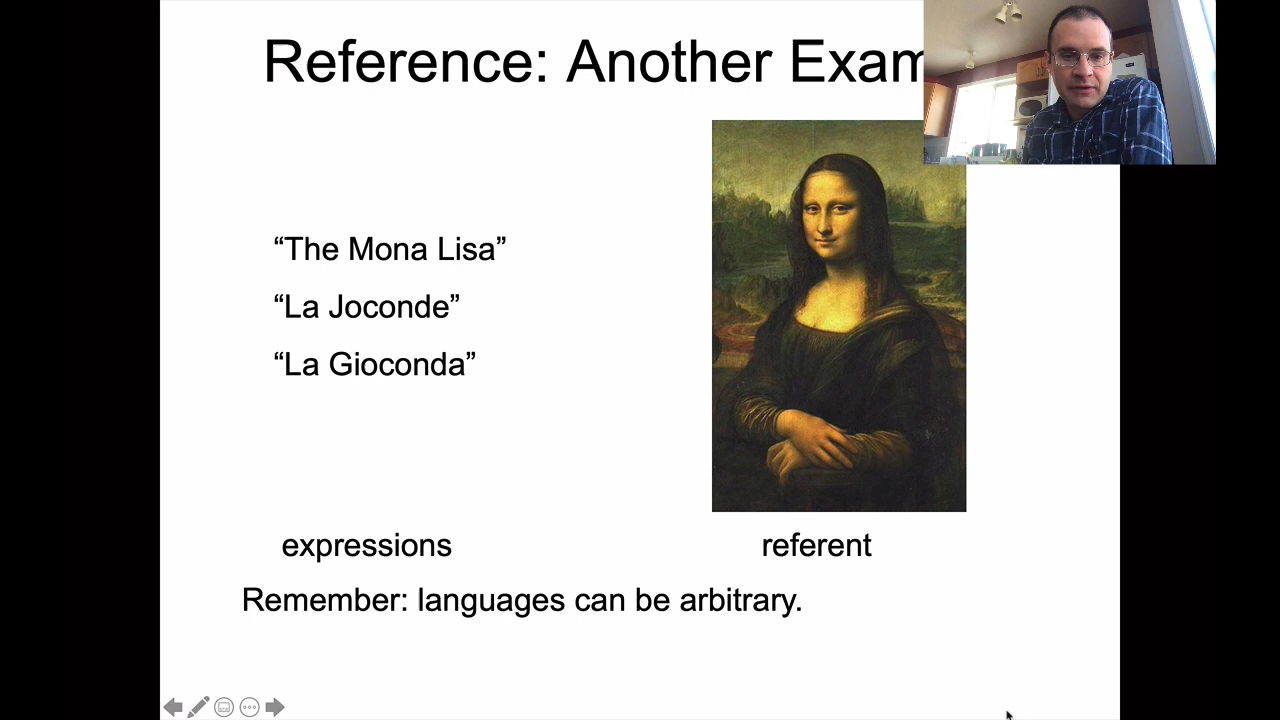 Reference: Another Exam
“The Mona Lisa”
“La Joconde”
“La Gioconda”
expressions
referent
Remember: languages can be arbitrary.